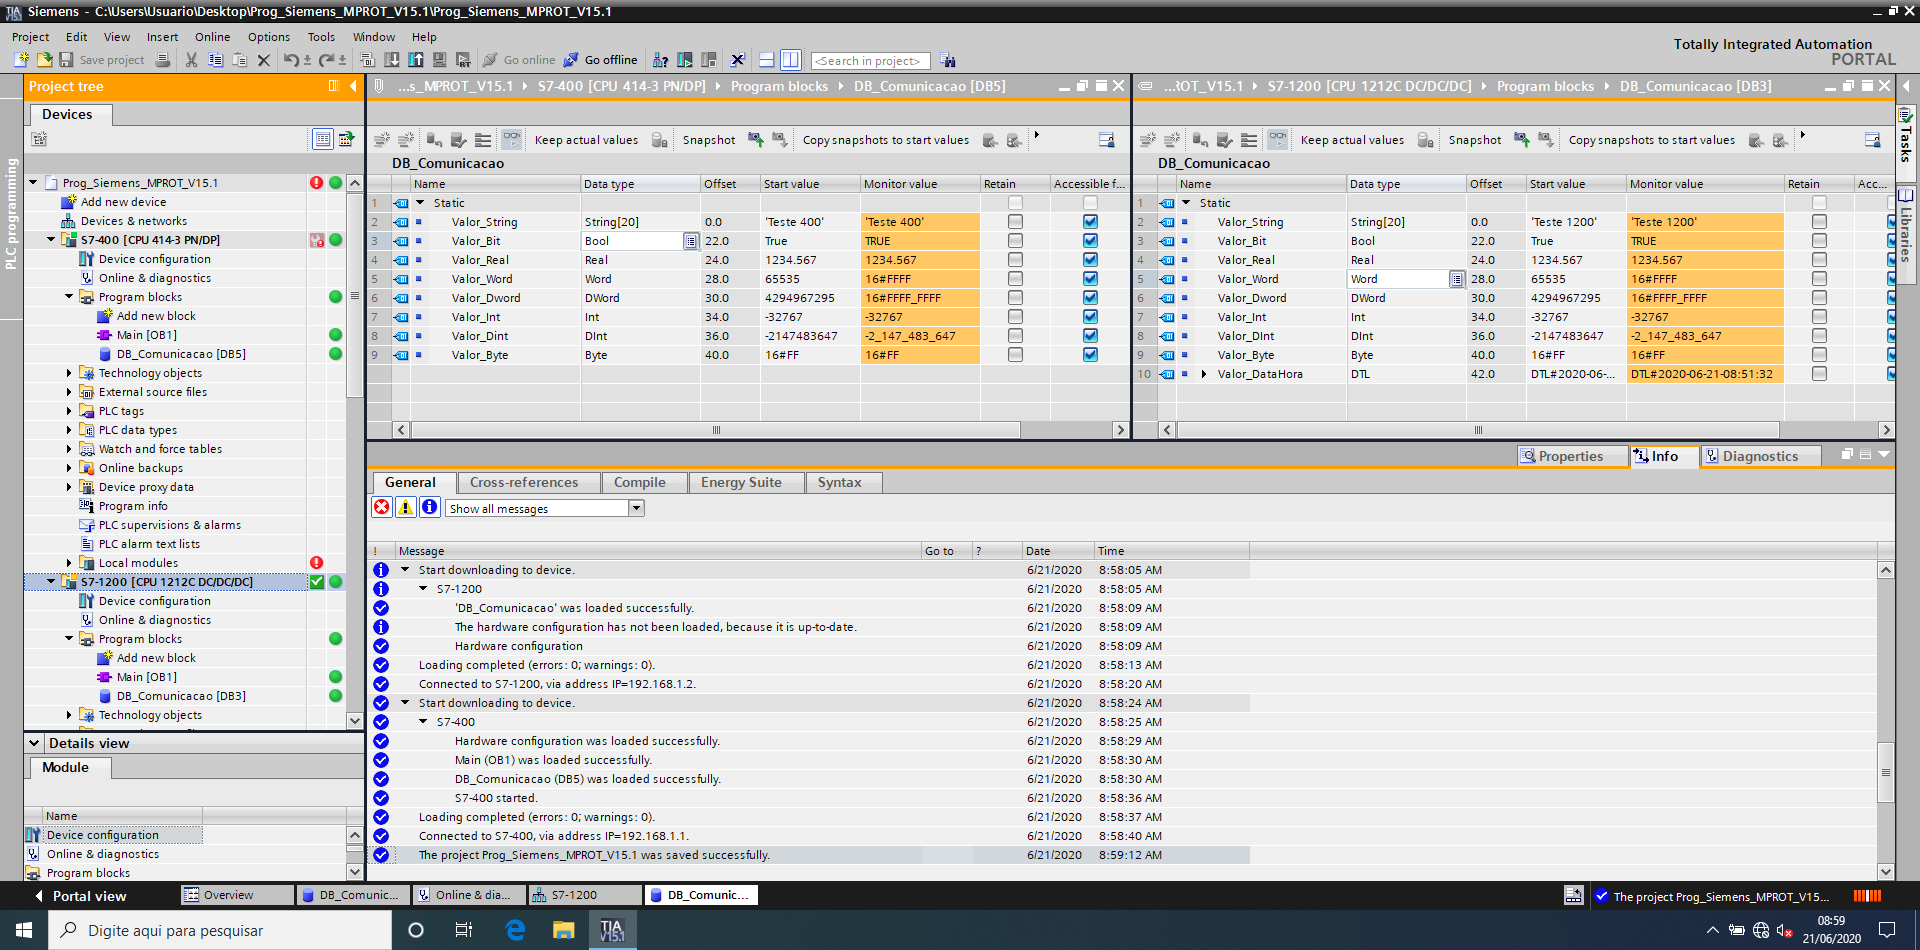 Siemens - C:\Users\Usuario\Desktop\Prog_Siemens_MPROT_V15.1\Prog_Siemens_MPROT_V15.1
Project Edit View Insert Online Options Tools Window Help
Totally Integrated Automation
PORTAL
Save project Go online Go offline <Search in project>
Project tree
Devices
PLC programming
Prog_Siemens_MPROT_V15.1
Add new device
Devices & networks
S7-400 [CPU 414-3 PN/DP]
Device configuration
Online & diagnostics
Program blocks
Add new block
Main [OB1]
DB_Comunicacao [DB5]
Technology objects
External source files
PLC tags
PLC data types
Watch and force tables
Online backups
Device proxy data
Program info
PLC supervisions & alarms
PLC alarm text lists
Local modules
S7-1200 [CPU 1212C DC/DC/DC]
Device configuration
Online & diagnostics
Program blocks
Add new block
Main [OB1]
DB_Comunicacao [DB3]
Technology objects
Details view
Module
Name
Device configuration
Online & diagnostics
Program blocks
...s_MPROT_V15.1 S7-400 [CPU 414-3 PN/DP] Program blocks DB_Comunicacao [DB5]
Keep actual values Snapshot Copy snapshots to start values
DB_Comunicacao
Name Data type Offset Start value Monitor value Retain Accessible f...
1 Static
2 Valor_String String[20] 0.0 'Teste 400' 'Teste 400'
3 Valor_Bit Bool 22.0 True TRUE
4 Valor_Real Real 24.0 1234.567 1234.567
5 Valor_Word Word 28.0 65535 16#FFFF
6 Valor_Dword DWord 30.0 4294967295 16#FFFF_FFFF
7 Valor_Int Int 34.0 -32767 -32767
8 Valor_Dint DInt 36.0 -2147483647 -2_147_483_647
9 Valor_Byte Byte 40.0 16#FF 16#FF
...ROT_V15.1 S7-1200 [CPU 1212C DC/DC/DC] Program blocks DB_Comunicacao [DB3]
Keep actual values Snapshot Copy snapshots to start values
DB_Comunicacao
Name Data type Offset Start value Monitor value Retain Acc...
1 Static
2 Valor_String String[20] 0.0 'Teste 1200' 'Teste 1200'
3 Valor_Bit Bool 22.0 True TRUE
4 Valor_Real Real 24.0 1234.567 1234.567
5 Valor_Word Word 28.0 65535 16#FFFF
6 Valor_Dword DWord 30.0 4294967295 16#FFFF_FFFF
7 Valor_Int Int 34.0 -32767 -32767
8 Valor_DInt DInt 36.0 -2147483647 -2_147_483_647
9 Valor_Byte Byte 40.0 16#FF 16#FF
10 Valor_DataHora DTL 42.0 DTL#2020-06-... DTL#2020-06-21-08:51:32
Tasks
Libraries
Properties Info Diagnostics
General Cross-references Compile Energy Suite Syntax
Show all messages
! Message Go to ? Date Time
Start downloading to device. 6/21/2020 8:58:05 AM
S7-1200 6/21/2020 8:58:05 AM
'DB_Comunicacao' was loaded successfully. 6/21/2020 8:58:09 AM
The hardware configuration has not been loaded, because it is up-to-date. 6/21/2020 8:58:09 AM
Hardware configuration 6/21/2020 8:58:09 AM
Loading completed (errors: 0; warnings: 0). 6/21/2020 8:58:13 AM
Connected to S7-1200, via address IP=192.168.1.2. 6/21/2020 8:58:20 AM
Start downloading to device. 6/21/2020 8:58:24 AM
S7-400 6/21/2020 8:58:25 AM
Hardware configuration was loaded successfully. 6/21/2020 8:58:29 AM
Main (OB1) was loaded successfully. 6/21/2020 8:58:30 AM
DB_Comunicacao (DB5) was loaded successfully. 6/21/2020 8:58:30 AM
S7-400 started. 6/21/2020 8:58:36 AM
Loading completed (errors: 0; warnings: 0). 6/21/2020 8:58:37 AM
Connected to S7-400, via address IP=192.168.1.1. 6/21/2020 8:58:40 AM
The project Prog_Siemens_MPROT_V15.1 was saved successfully. 6/21/2020 8:59:12 AM
Portal view Overview DB_Comunic... Online & dia... S7-1200 DB_Comunic... The project Prog_Siemens_MPROT_V15...
Digite aqui para pesquisar
TIA
V15.1
08:59
21/06/2020